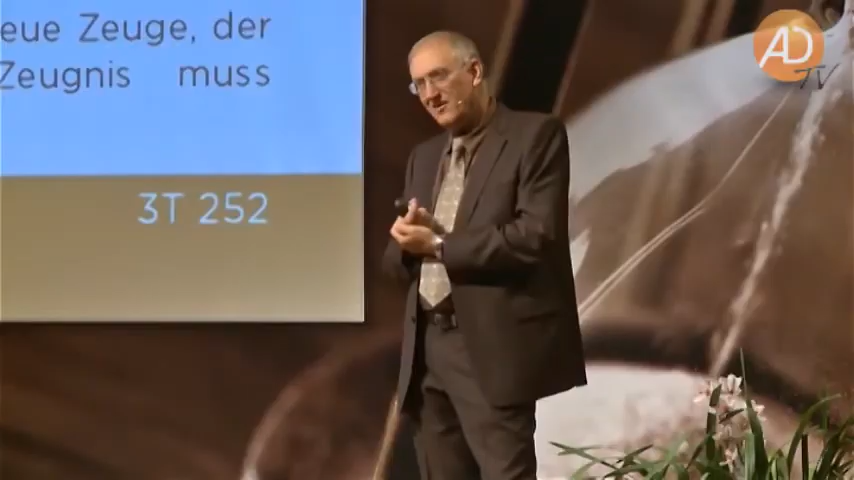 eue Zeuge, der
Zeugnis muss
3T 252
AD
TV